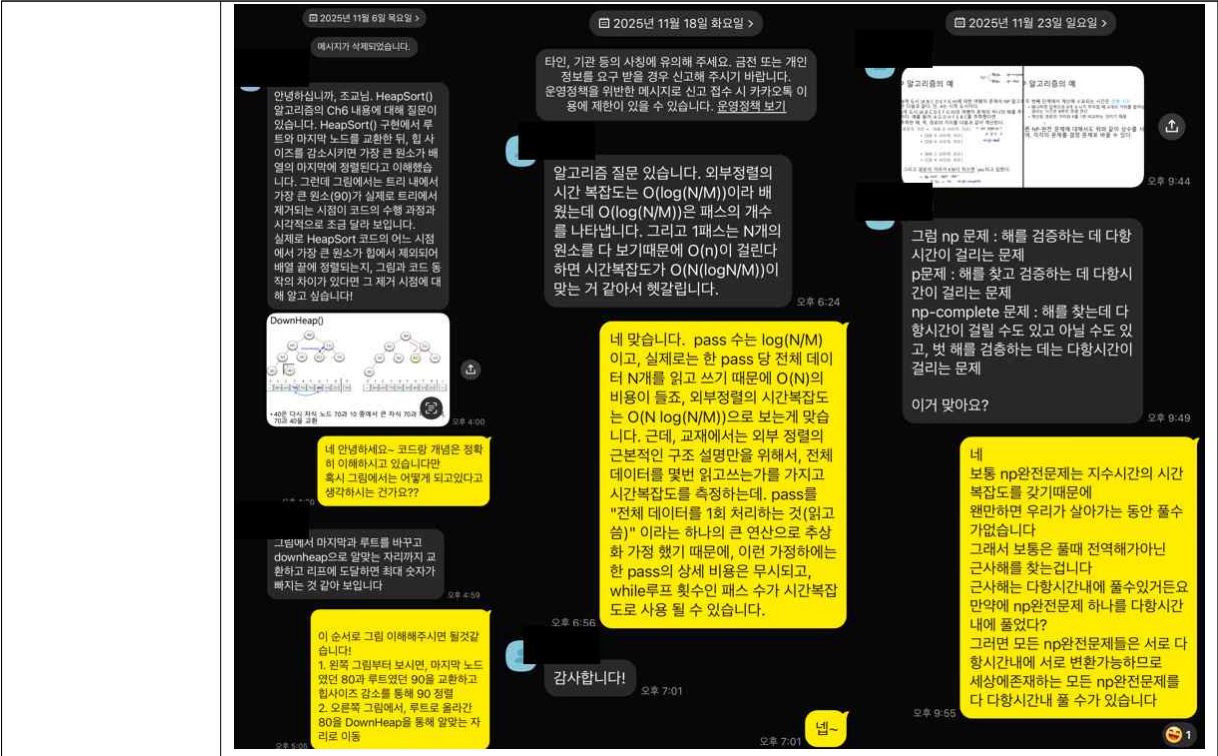 2025년 11월 6일 목요일 >
메시지가 삭제되었습니다.
안녕하십니까, 조교님. HeapSort()
알고리즘의 Ch6 내용에 대해 질문이
있습니다. HeapSort() 구현에서 루
트와 마지막 노드를 교환한 뒤, 힙 사
이즈를 감소시키면 가장 큰 원소가 배
열의 마지막에 정렬된다고 이해했습
니다. 그런데 그림에서는 트리 내에서
가장 큰 원소(90)가 실제로 트리에서
제거되는 시점이 코드의 수행 과정과
시각적으로 조금 달라 보입니다.
실제로 HeapSort 코드의 어느 시점
에서 가장 큰 원소가 힙에서 제외되어
배열 끝에 정렬되는지, 그림과 코드 동
작의 차이가 있다면 그 제거 시점에 대
해 알고 싶습니다!
DownHeap()
•40은 다시 자식 노드 70과 10 중에서 큰 자식 70과
70과 40을 교환
오후 4:00
네 안녕하세요~ 코드랑 개념은 정확
히 이해하시고 있습니다만
혹시 그림에서는 어떻게 되고있다고
생각하시는 건가요??
그림에서 마지막과 루트를 바꾸고
downheap으로 알맞는 자리까지 교
환하고 리프에 도달하면 최대 숫자가
빠지는 것 같아 보입니다
오후 4:59
이 순서로 그림 이해해주시면 될것같
습니다!
1. 왼쪽 그림부터 보시면, 마지막 노드
였던 80과 루트였던 90을 교환하고
힙사이즈 감소를 통해 90 정렬
2. 오른쪽 그림에서, 루트로 올라간
80을 DownHeap을 통해 알맞는 자
리로 이동
오후 5:05
2025년 11월 18일 화요일 >
타인, 기관 등의 사칭에 유의해 주세요. 금전 또는 개인
정보를 요구 받을 경우 신고해 주시기 바랍니다.
운영정책을 위반한 메시지로 신고 접수 시 카카오톡 이
용에 제한이 있을 수 있습니다. 운영정책 보기
알고리즘 질문 있습니다. 외부정렬의
시간 복잡도는 O(log(N/M))이라 배
웠는데 O(log(N/M))은 패스의 개수
를 나타냅니다. 그리고 1패스는 N개의
원소를 다 보기때문에 O(n)이 걸린다
하면 시간복잡도가 O(N(logN/M))이
맞는 거 같아서 헷갈립니다.
오후 6:24
네 맞습니다. pass 수는 log(N/M)
이고, 실제로는 한 pass 당 전체 데이
터 N개를 읽고 쓰기 때문에 O(N)의
비용이 들죠, 외부정렬의 시간복잡도
는 O(N log(N/M))으로 보는게 맞습
니다. 근데, 교재에서는 외부 정렬의
근본적인 구조 설명만을 위해서, 전체
데이터를 몇번 읽고쓰는가를 가지고
시간복잡도를 측정하는데. pass를
"전체 데이터를 1회 처리하는 것(읽고
씀)" 이라는 하나의 큰 연산으로 추상
화 가정 했기 때문에, 이런 가정하에는
한 pass의 상세 비용은 무시되고,
while루프 횟수인 패스 수가 시간복잡
도로 사용 될 수 있습니다.
오후 6:56
감사합니다!
오후 7:01
넵~
오후 7:01
2025년 11월 23일 일요일 >
알고리즘의 예
알고리즘의 예
오후 9:44
그럼 np 문제 : 해를 검증하는 데 다항
시간이 걸리는 문제
p문제 : 해를 찾고 검증하는 데 다항시
간이 걸리는 문제
np-complete 문제 : 해를 찾는데 다
항시간이 걸릴 수도 있고 아닐 수도 있
고, 벗 해를 검층하는 데는 다항시간이
걸리는 문제
이거 맞아요?
오후 9:49
네
보통 np완전문제는 지수시간의 시간
복잡도를 갖기때문에
왠만하면 우리가 살아가는 동안 풀수
가없습니다
그래서 보통은 풀때 전역해가아닌
근사해를 찾는겁니다
근사해는 다항시간내에 풀수있거든요
만약에 np완전문제 하나를 다항시간
내에 풀었다?
그러면 모든 np완전문제들은 서로 다
항시간내에 서로 변환가능하므로
세상에존재하는 모든 np완전문제를
다 다항시간내 풀 수가 있습니다
오후 9:55
1